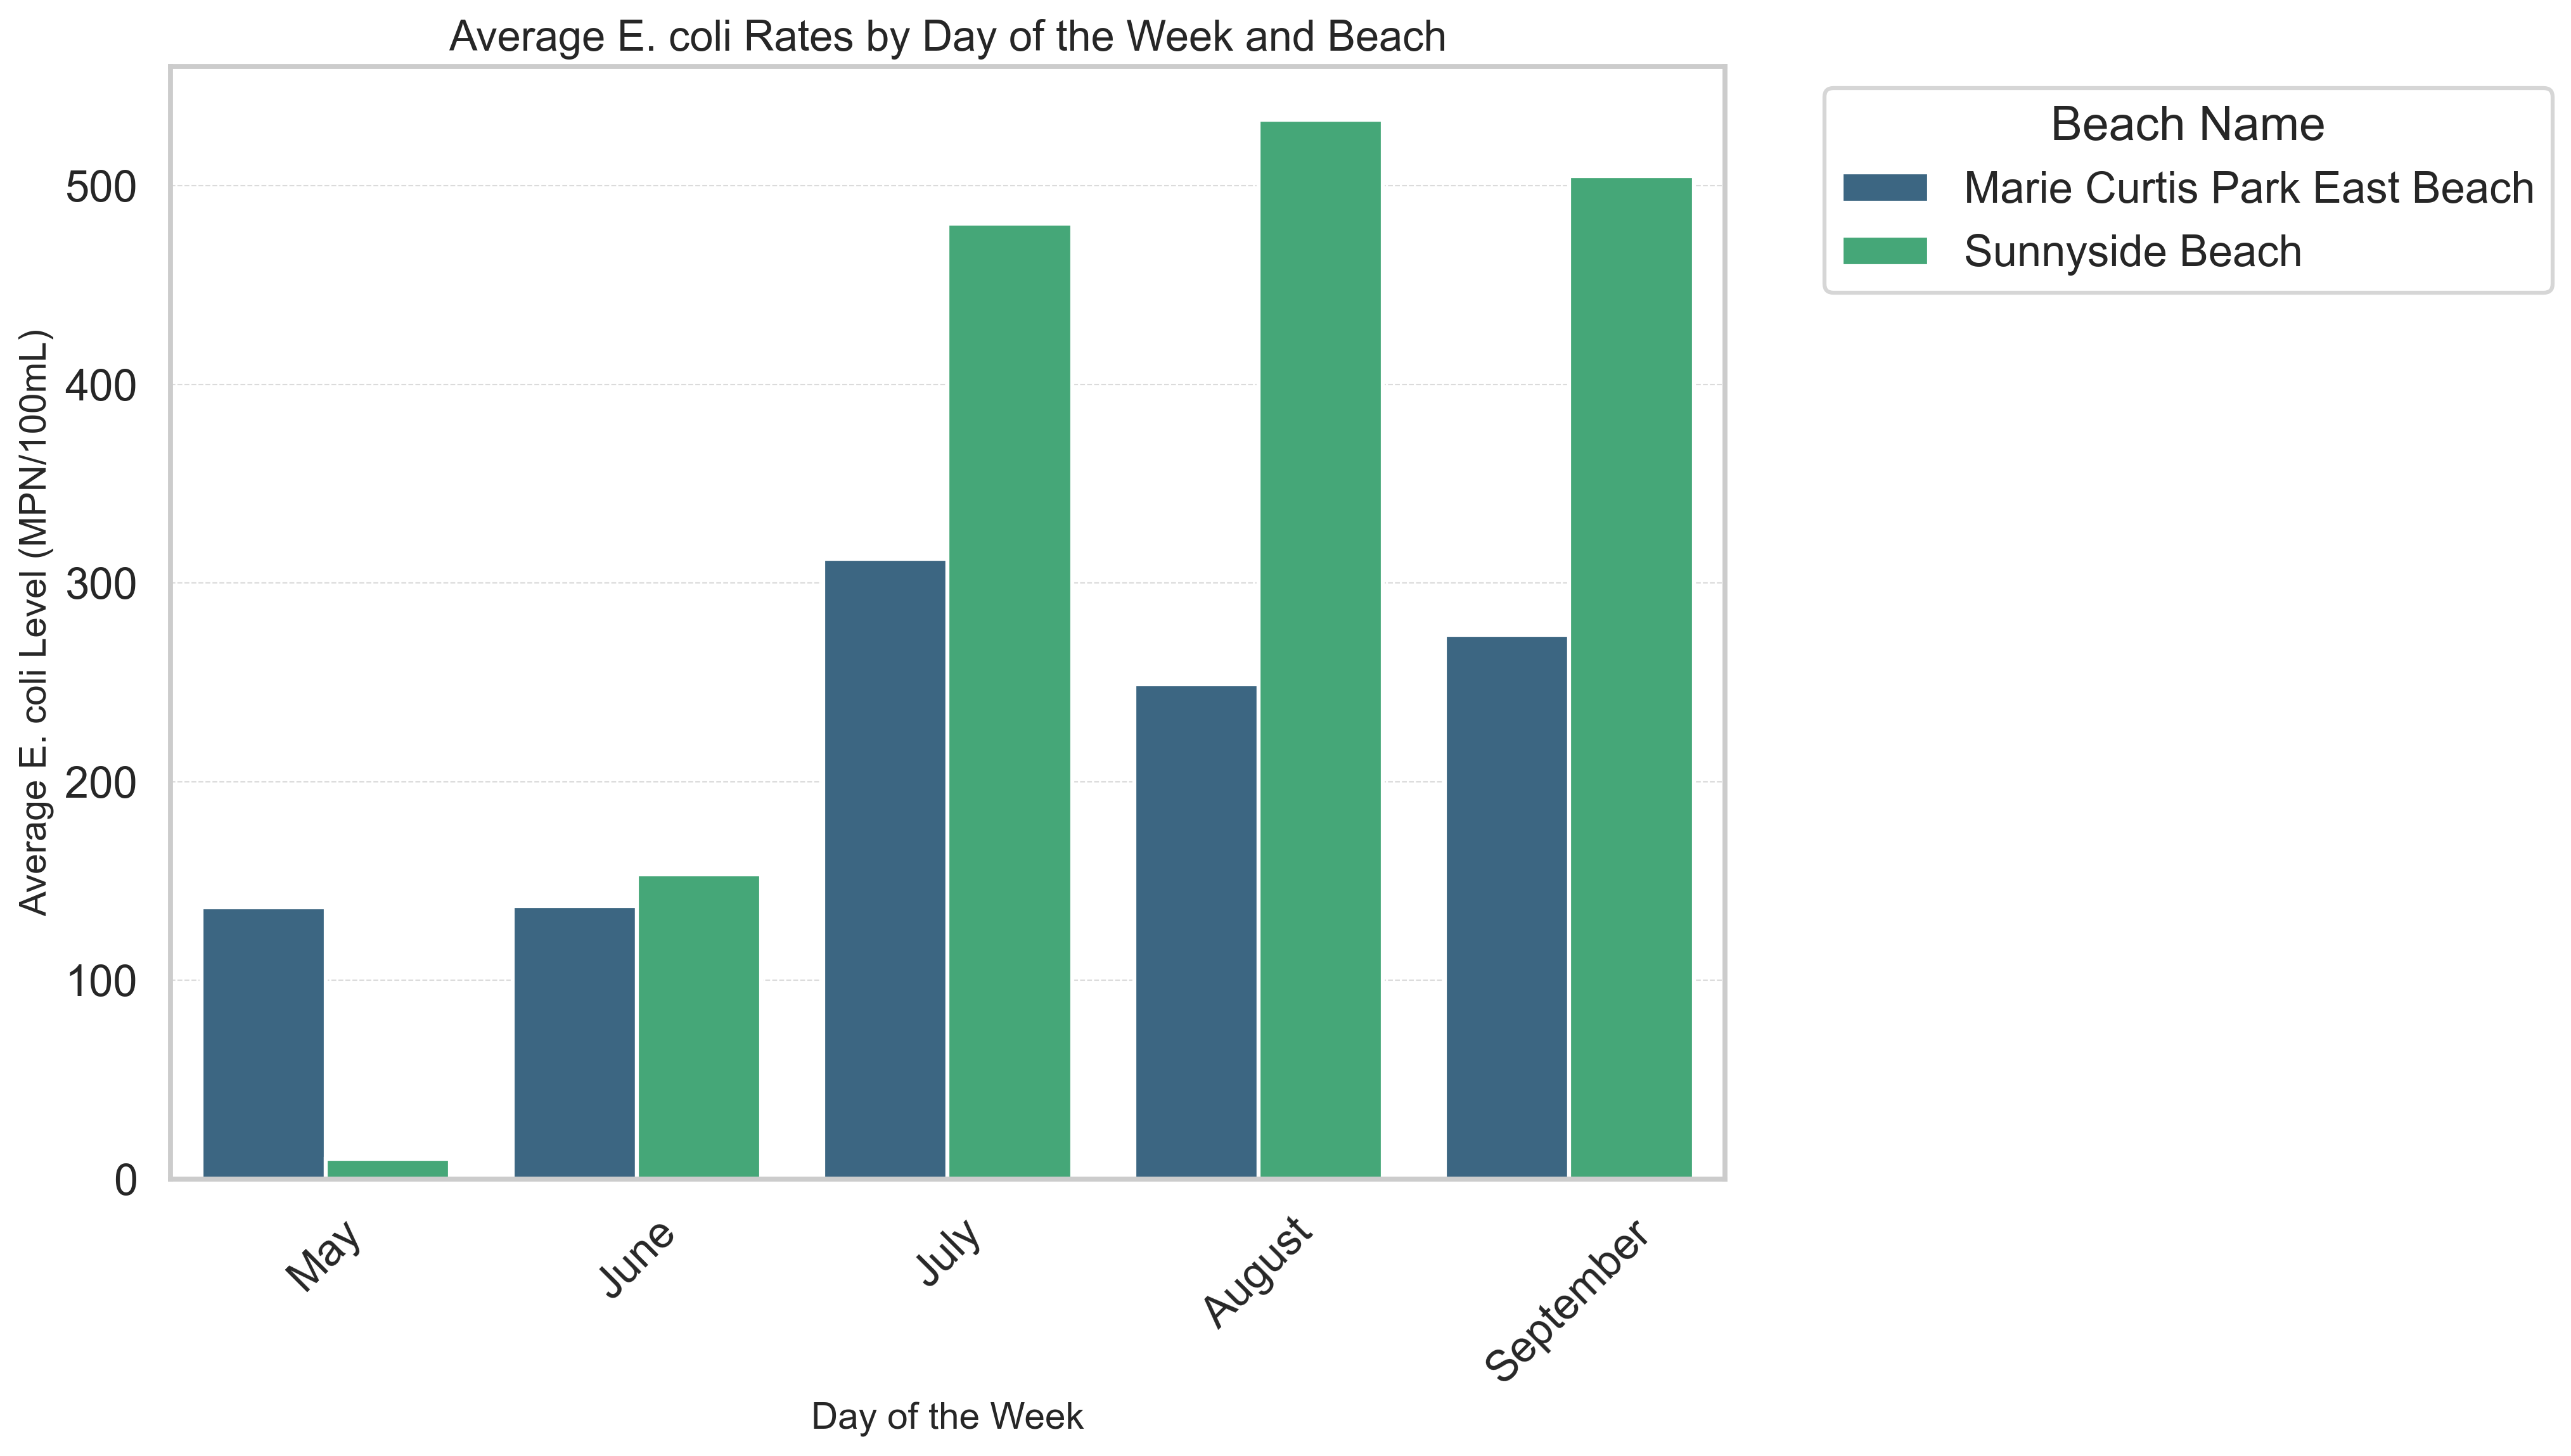 Average E. coli Rates by Day of the Week and Beach
Beach Name
Marie Curtis Park East Beach
Sunnyside Beach
Average E. coli Level (MPN/100mL)
500
400
300
200
100
0
May
June
July
August
September
Day of the Week